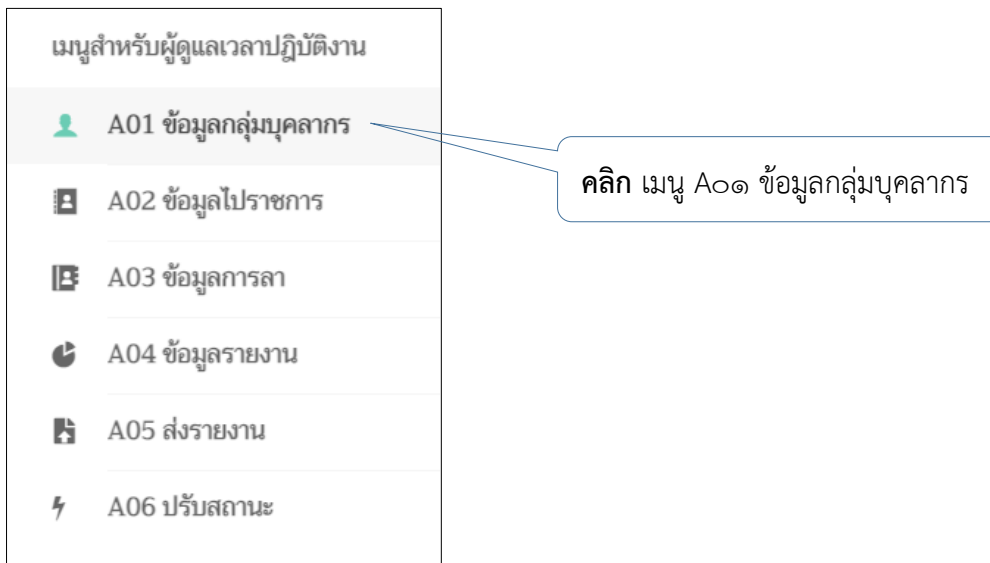 เมนูสำหรับผู้ดูแลเวลาปฏิบัติงาน
A01 ข้อมูลกลุ่มบุคลากร
คลิก เมนู A๐๑ ข้อมูลกลุ่มบุคลากร
A02 ข้อมูลไปราชการ
A03 ข้อมูลการลา
A04 ข้อมูลรายงาน
A05 ส่งรายงาน
A06 ปรับสถานะ